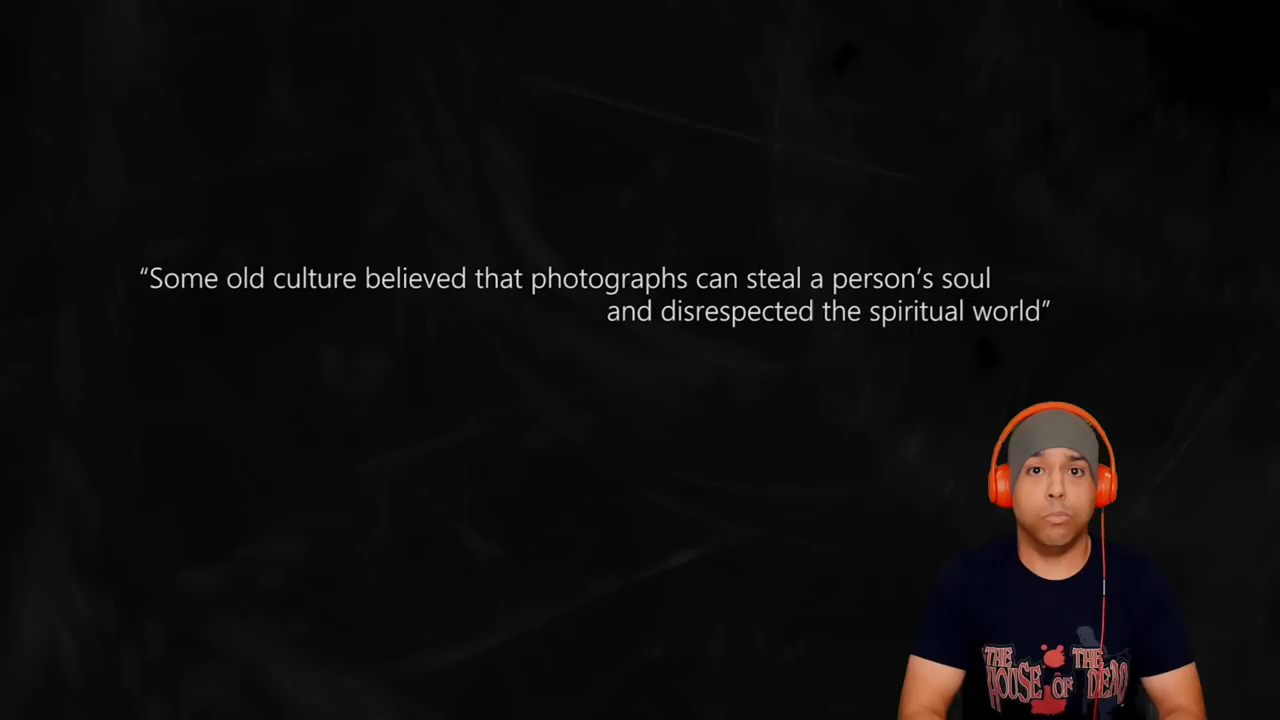 “Some old culture believed that photographs can steal a person’s soul
and disrespected the spiritual world”
THE THE
HOUSE OF DEAD